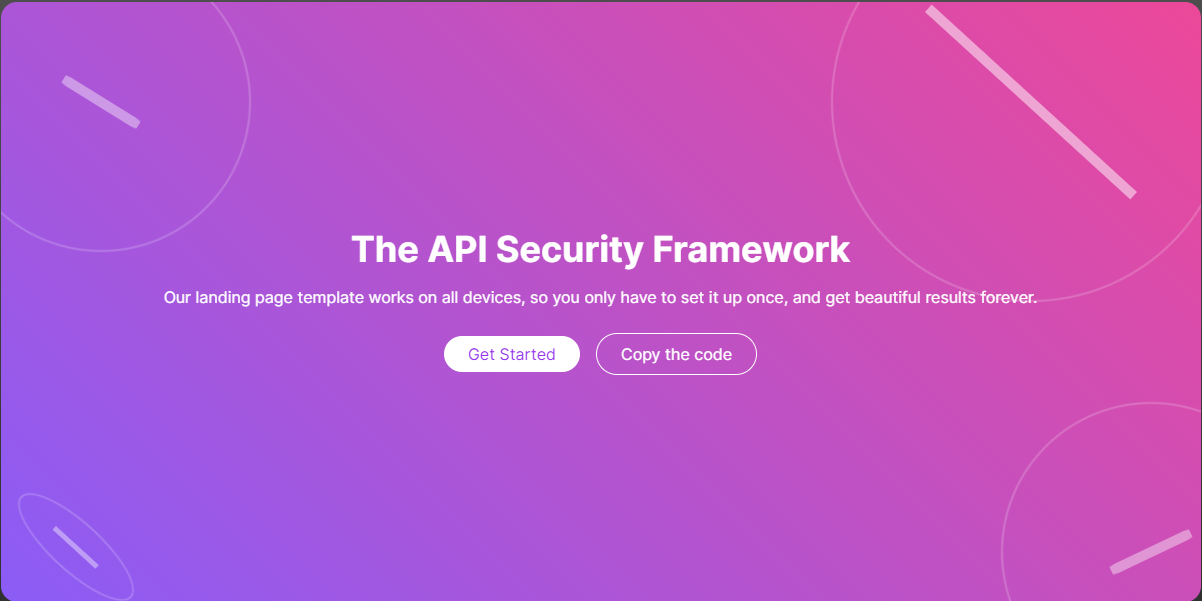 The API Security Framework
Our landing page template works on all devices, so you only have to set it up once, and get beautiful results forever.
Get Started
Copy the code